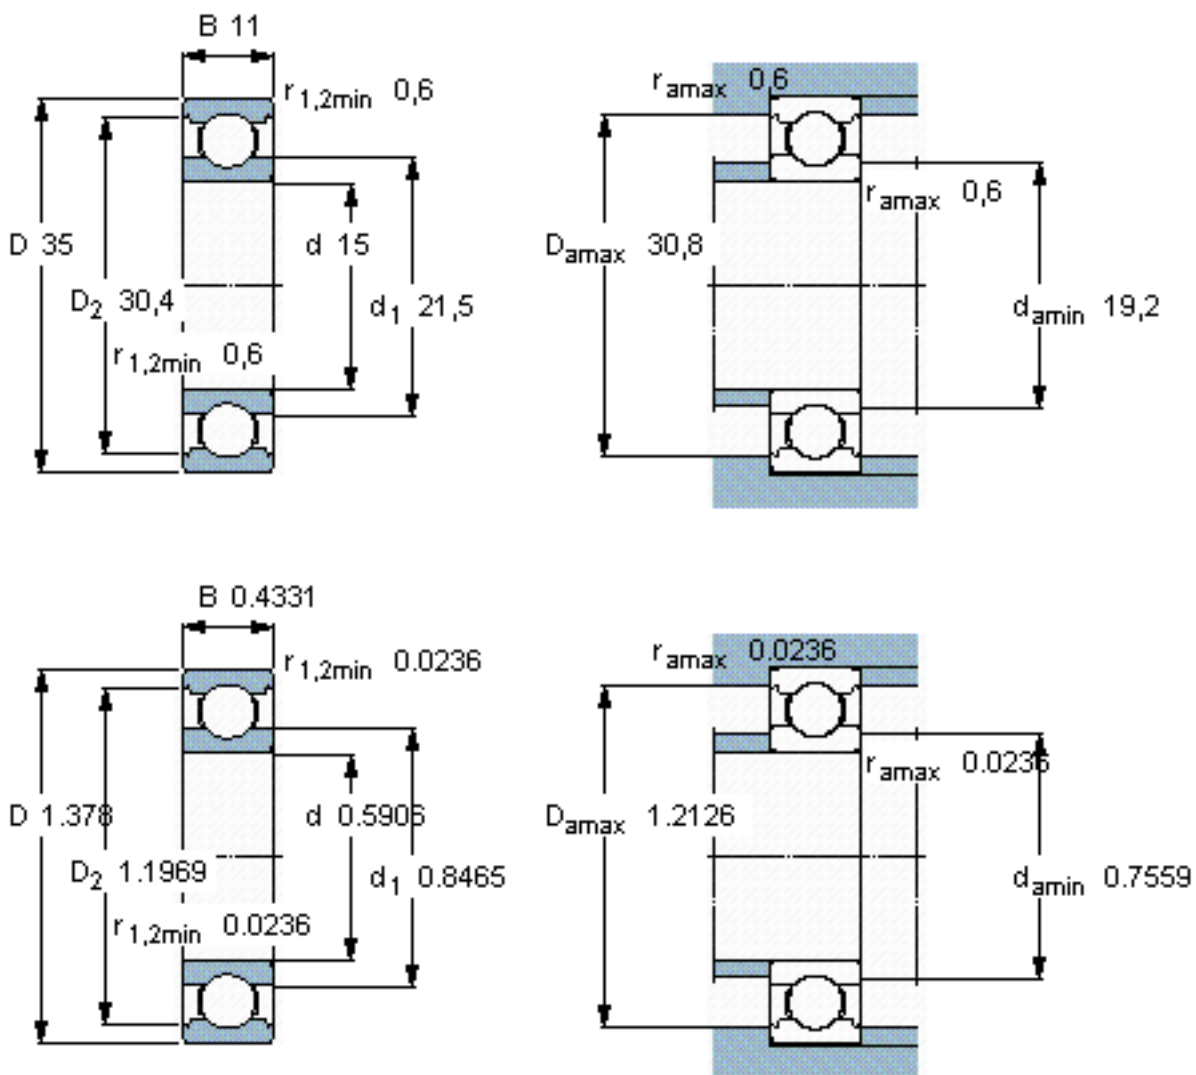 B 11
r1,2min 0,6
ramax 0,6
ramax 0,6
D 35
d 15
Damax 30,8
D2 30,4
d1 21,5
damin 19,2
r1,2min 0,6
B 0.4331
r1,2min 0.0236
ramax 0.0236
ramax 0.0236
D 1.378
d 0.5906
Damax 1.2126
D2 1.1969
d1 0.8465
damin 0.7559
r1,2min 0.0236